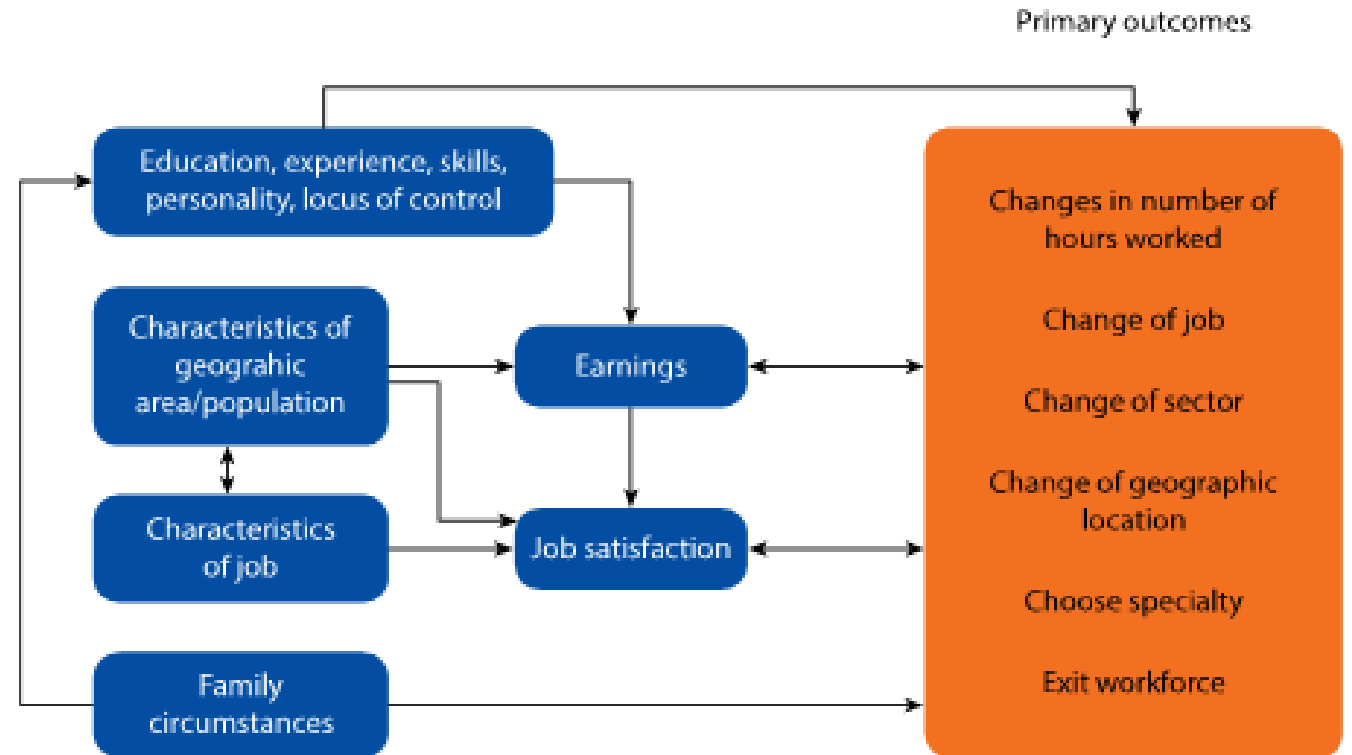 Primary outcomes
Education, experience, skills,
personality, locus of control
Characteristics of
geograhic
area/population
Characteristics
of job
Family
circumstances
Earnings
Job satisfaction
Changes in number of
hours worked
Change of job
Change of sector
Change of geographic
location
Choose specialty
Exit workforce